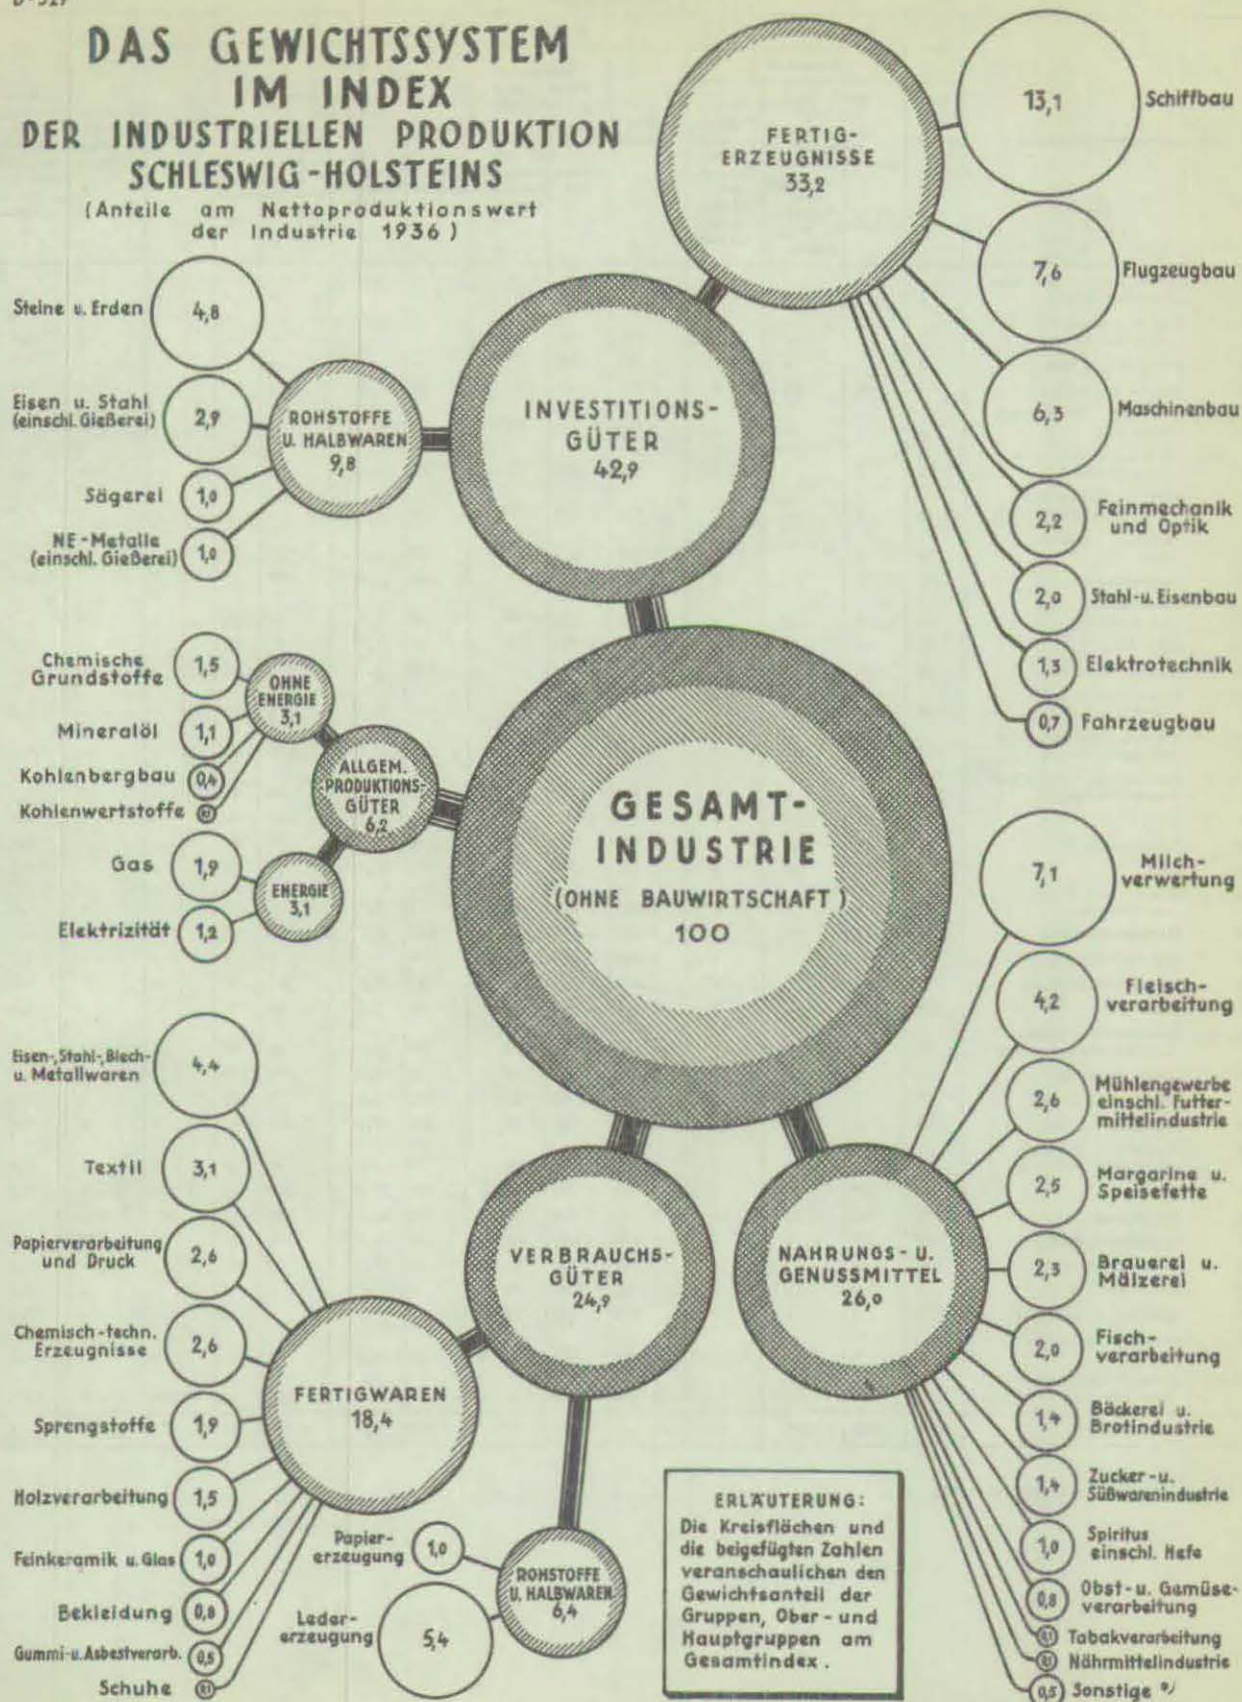 DAS GEWICHTSSYSTEM
IM INDEX
DER INDUSTRIELLEN PRODUKTION
SCHLESWIG-HOLSTEINS
(Anteile am Nettoproduktionswert
der Industrie 1936)
FERTIG-
ERZEUGNISSE
33,2
13,1
Schiffbau
7,6
Flugzeugbau
6,3
Maschinenbau
2,2
Feinmechanik
und Optik
2,0
Stahl-u. Eisenbau
1,3
Elektrotechnik
0,7
Fahrzeugbau
INVESTITIONS-
GÜTER
42,9
ROHSTOFFE
U. HALBWAREN
9,8
Steine u. Erden
4,8
Eisen u. Stahl
(einschl. Gießerei)
2,9
Sägerei
1,0
NE-Metalle
(einschl. Gießerei)
1,0
Chemische
Grundstoffe
1,5
Mineralöl
1,1
Kohlenbergbau
0,4
Kohlenwertstoffe
0,1
OHNE
ENERGIE
3,1
ALLGEM.
PRODUKTIONS-
GÜTER
6,2
Gas
1,9
Elektrizität
1,2
ENERGIE
3,1
GESAMT-
INDUSTRIE
(OHNE BAUWIRTSCHAFT)
100
VERBRAUCHS-
GÜTER
24,9
Eisen-, Stahl-, Blech-
u. Metallwaren
4,4
Textil
3,1
Papierverarbeitung
und Druck
2,6
Chemisch-techn.
Erzeugnisse
2,6
Sprengstoffe
1,9
Holzverarbeitung
1,5
Feinkeramik u. Glas
1,0
Bekleidung
0,8
Gummi-u. Asbestverarb.
0,5
Schuhe
0,1
FERTIGWAREN
18,4
Papier-
erzeugung
1,0
Leder-
erzeugung
5,4
ROHSTOFFE
U. HALBWAREN
6,4
NAHRUNGS- U.
GENUSSMITTEL
26,0
7,1
Milch-
verwertung
4,2
Fleisch-
verarbeitung
2,6
Mühlengewerbe
einschl. Futter-
mittelindustrie
2,5
Margarine u.
Speisefette
2,3
Brauerei u.
Mälzerei
2,0
Fisch-
verarbeitung
1,4
Bäckerei u.
Brotindustrie
1,4
Zucker-u.
Süßwarenindustrie
1,0
Spiritus
einschl. Hefe
0,8
Obst-u. Gemüse-
verarbeitung
0,1
Tabakverarbeitung
0,1
Nährmittelindustrie
0,5
Sonstige *)
ERLÄUTERUNG:
Die Kreisflächen und
die beigefügten Zahlen
veranschaulichen den
Gewichtsanteil der
Gruppen, Ober- und
Hauptgruppen am
Gesamtindex.